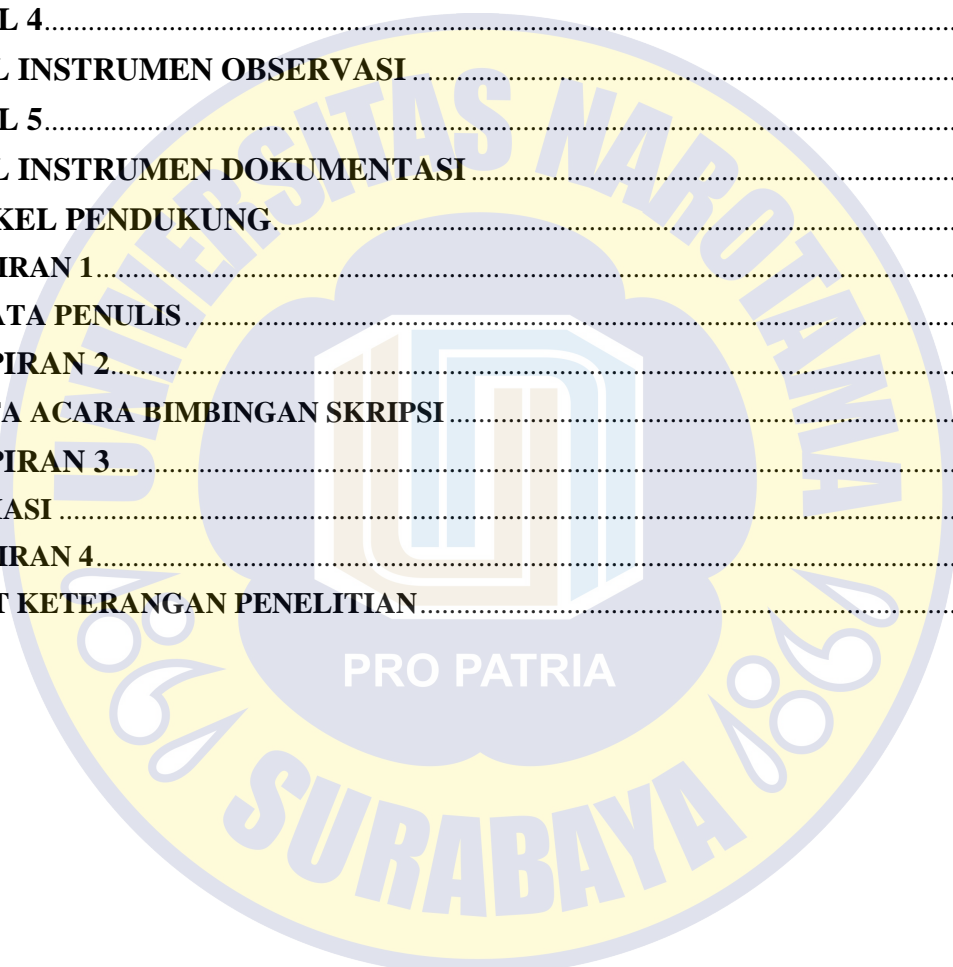 L 4....................
L INSTRUMEN OBSERVASI....................
L 5....................
L INSTRUMEN DOKUMENTASI....................
KEL PENDUKUNG....................
IRAN 1....................
ATA PENULIS....................
PIRAN 2....................
TA ACARA BIMBINGAN SKRIPSI....................
PIRAN 3....................
ASI....................
IRAN 4....................
T KETERANGAN PENELITIAN....................
UNIVERSITAS NAROTAMA
PRO PATRIA
SURABAYA